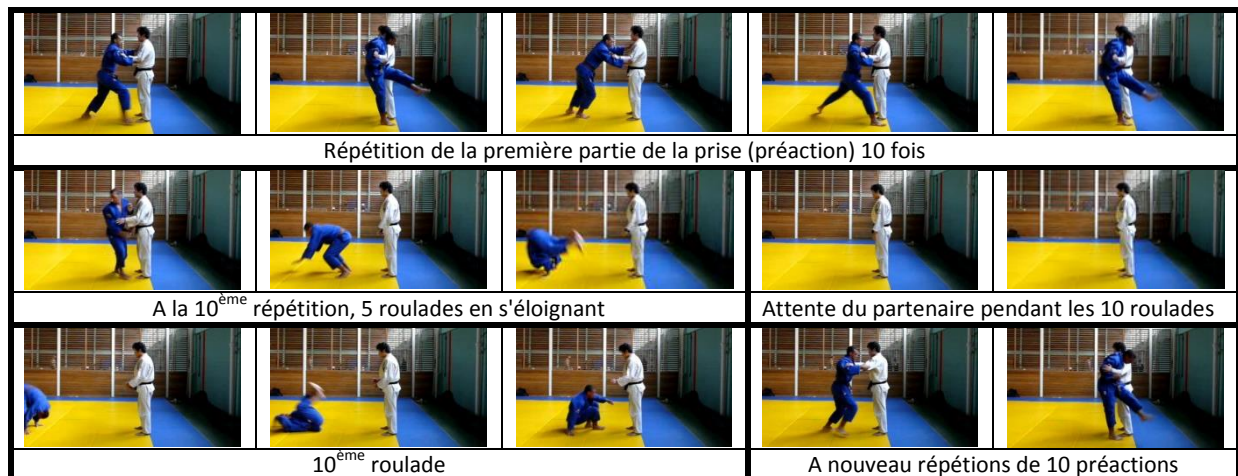 Répétition de la première partie de la prise (préaction) 10 fois
A la 10ème répétition, 5 roulades en s'éloignant
Attente du partenaire pendant les 10 roulades
10ème roulade
A nouveau répétions de 10 préactions